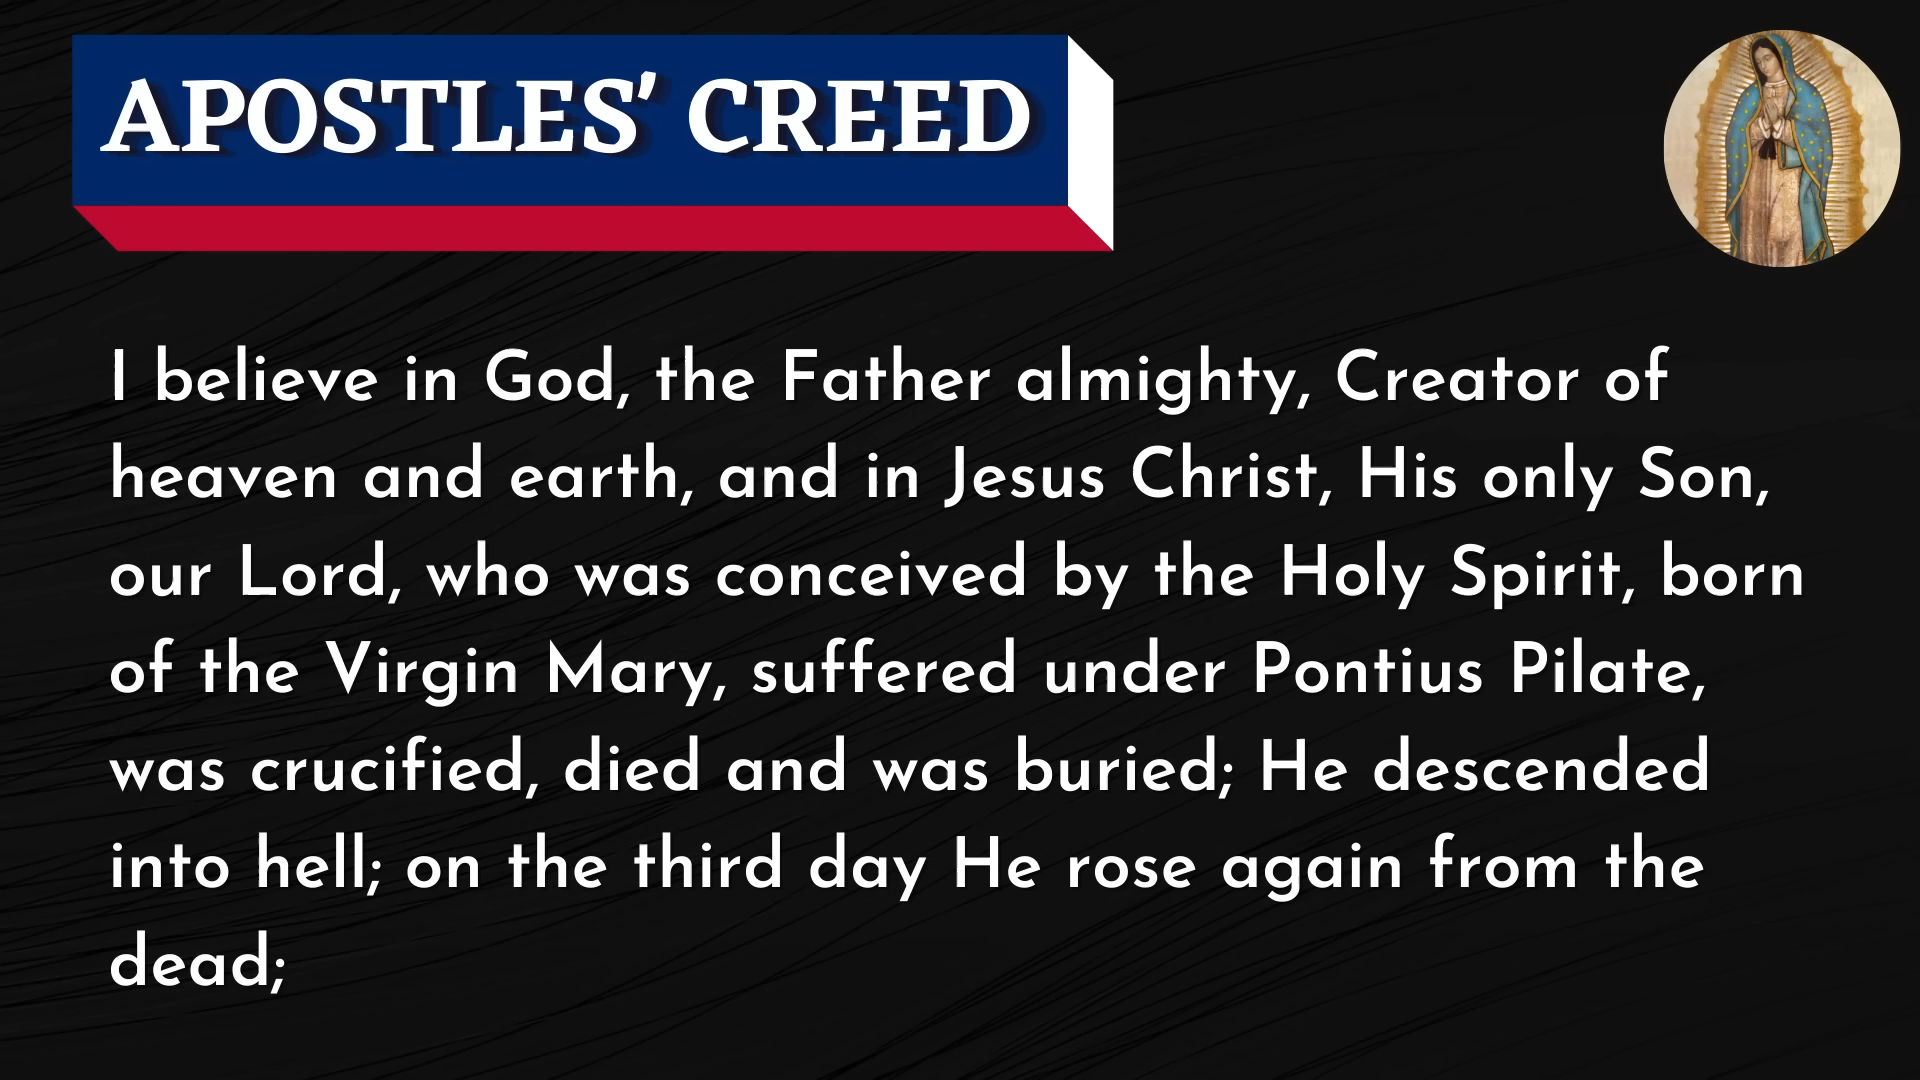 APOSTLES’ CREED
I believe in God, the Father almighty, Creator of
heaven and earth, and in Jesus Christ, His only Son,
our Lord, who was conceived by the Holy Spirit, born
of the Virgin Mary, suffered under Pontius Pilate,
was crucified, died and was buried; He descended
into hell; on the third day He rose again from the
dead;